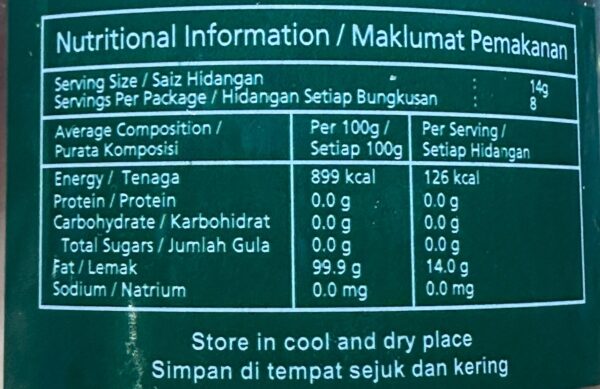 Nutritional Information / Maklumat Pemakanan
Serving Size / Saiz Hidangan : 14g
Servings Per Package / Hidangan Setiap Bungkusan : 8
Average Composition / Per 100g / Per Serving /
Purata Komposisi Setiap 100g Setiap Hidangan
Energy / Tenaga 899 kcal 126 kcal
Protein / Protein 0.0 g 0.0 g
Carbohydrate / Karbohidrat 0.0 g 0.0 g
Total Sugars / Jumlah Gula 0.0 g 0.0 g
Fat / Lemak 99.9 g 14.0 g
Sodium / Natrium 0.0 mg 0.0 mg
Store in cool and dry place
Simpan di tempat sejuk dan kering